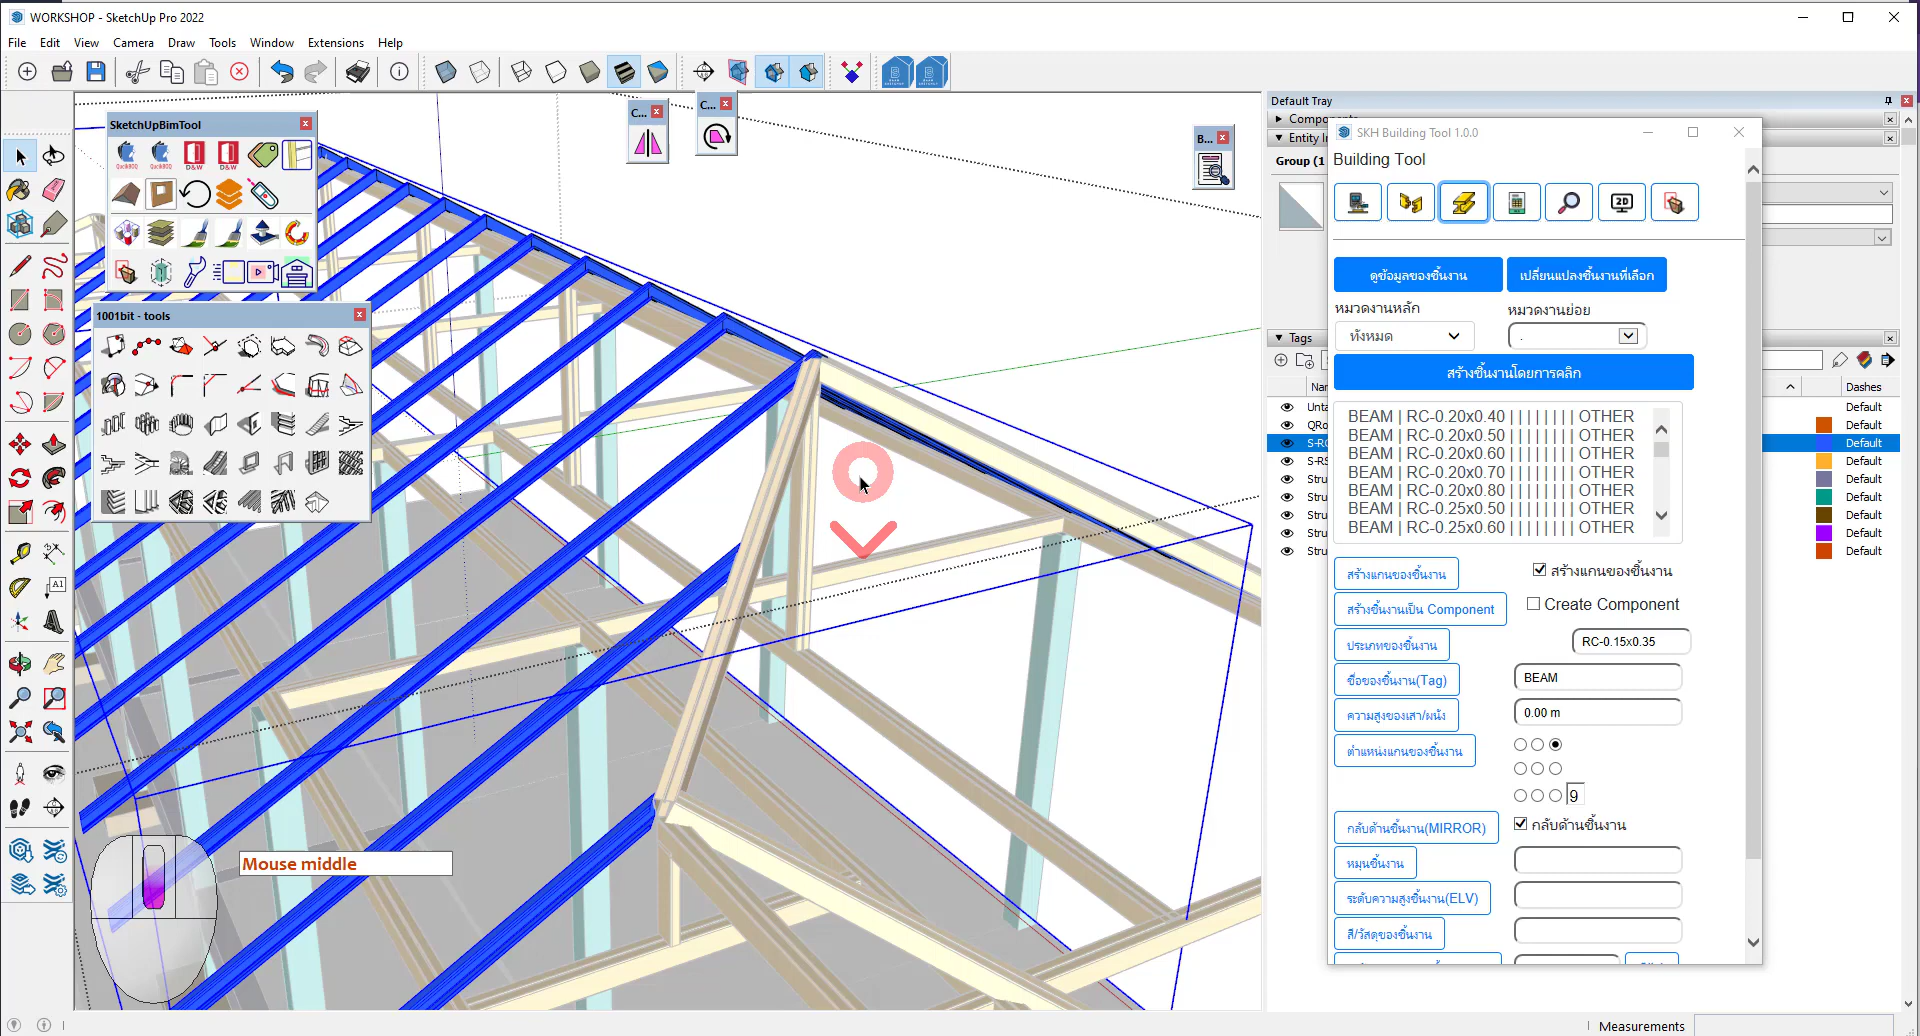 WORKSHOP - SketchUp Pro 2022
File Edit View Camera Draw Tools Window Extensions Help
SketchUpBimTool
1001bit - tools
C...
C...
B...
A1
Mouse middle
Default Tray
Entity In
Group (1
Tags
Dashes
Unta Default
QRo Default
S-RO Default
S-RS Default
Stru Default
Stru Default
Stru Default
Stru Default
Stru Default
SKH Building Tool 1.0.0
Building Tool
2D
ดูข้อมูลของชิ้นงาน
เปลี่ยนแปลงชิ้นงานที่เลือก
หมวดงานหลัก
หมวดงานย่อย
ทั้งหมด
.
สร้างชิ้นงานโดยการคลิก
BEAM | RC-0.20x0.40 | | | | | | | | OTHER
BEAM | RC-0.20x0.50 | | | | | | | | OTHER
BEAM | RC-0.20x0.60 | | | | | | | | OTHER
BEAM | RC-0.20x0.70 | | | | | | | | OTHER
BEAM | RC-0.20x0.80 | | | | | | | | OTHER
BEAM | RC-0.25x0.50 | | | | | | | | OTHER
BEAM | RC-0.25x0.60 | | | | | | | | OTHER
สร้างแกนของชิ้นงาน
สร้างแกนของชิ้นงาน
สร้างชิ้นงานเป็น Component
Create Component
ประเภทของชิ้นงาน
RC-0.15x0.35
ชื่อของชิ้นงาน(Tag)
BEAM
ความสูงของเสา/ผนัง
0.00 m
ตำแหน่งแกนของชิ้นงาน
9
กลับด้านชิ้นงาน(MIRROR)
กลับด้านชิ้นงาน
หมุนชิ้นงาน
ระดับความสูงชิ้นงาน(ELV)
สี/วัสดุของชิ้นงาน
Measurements